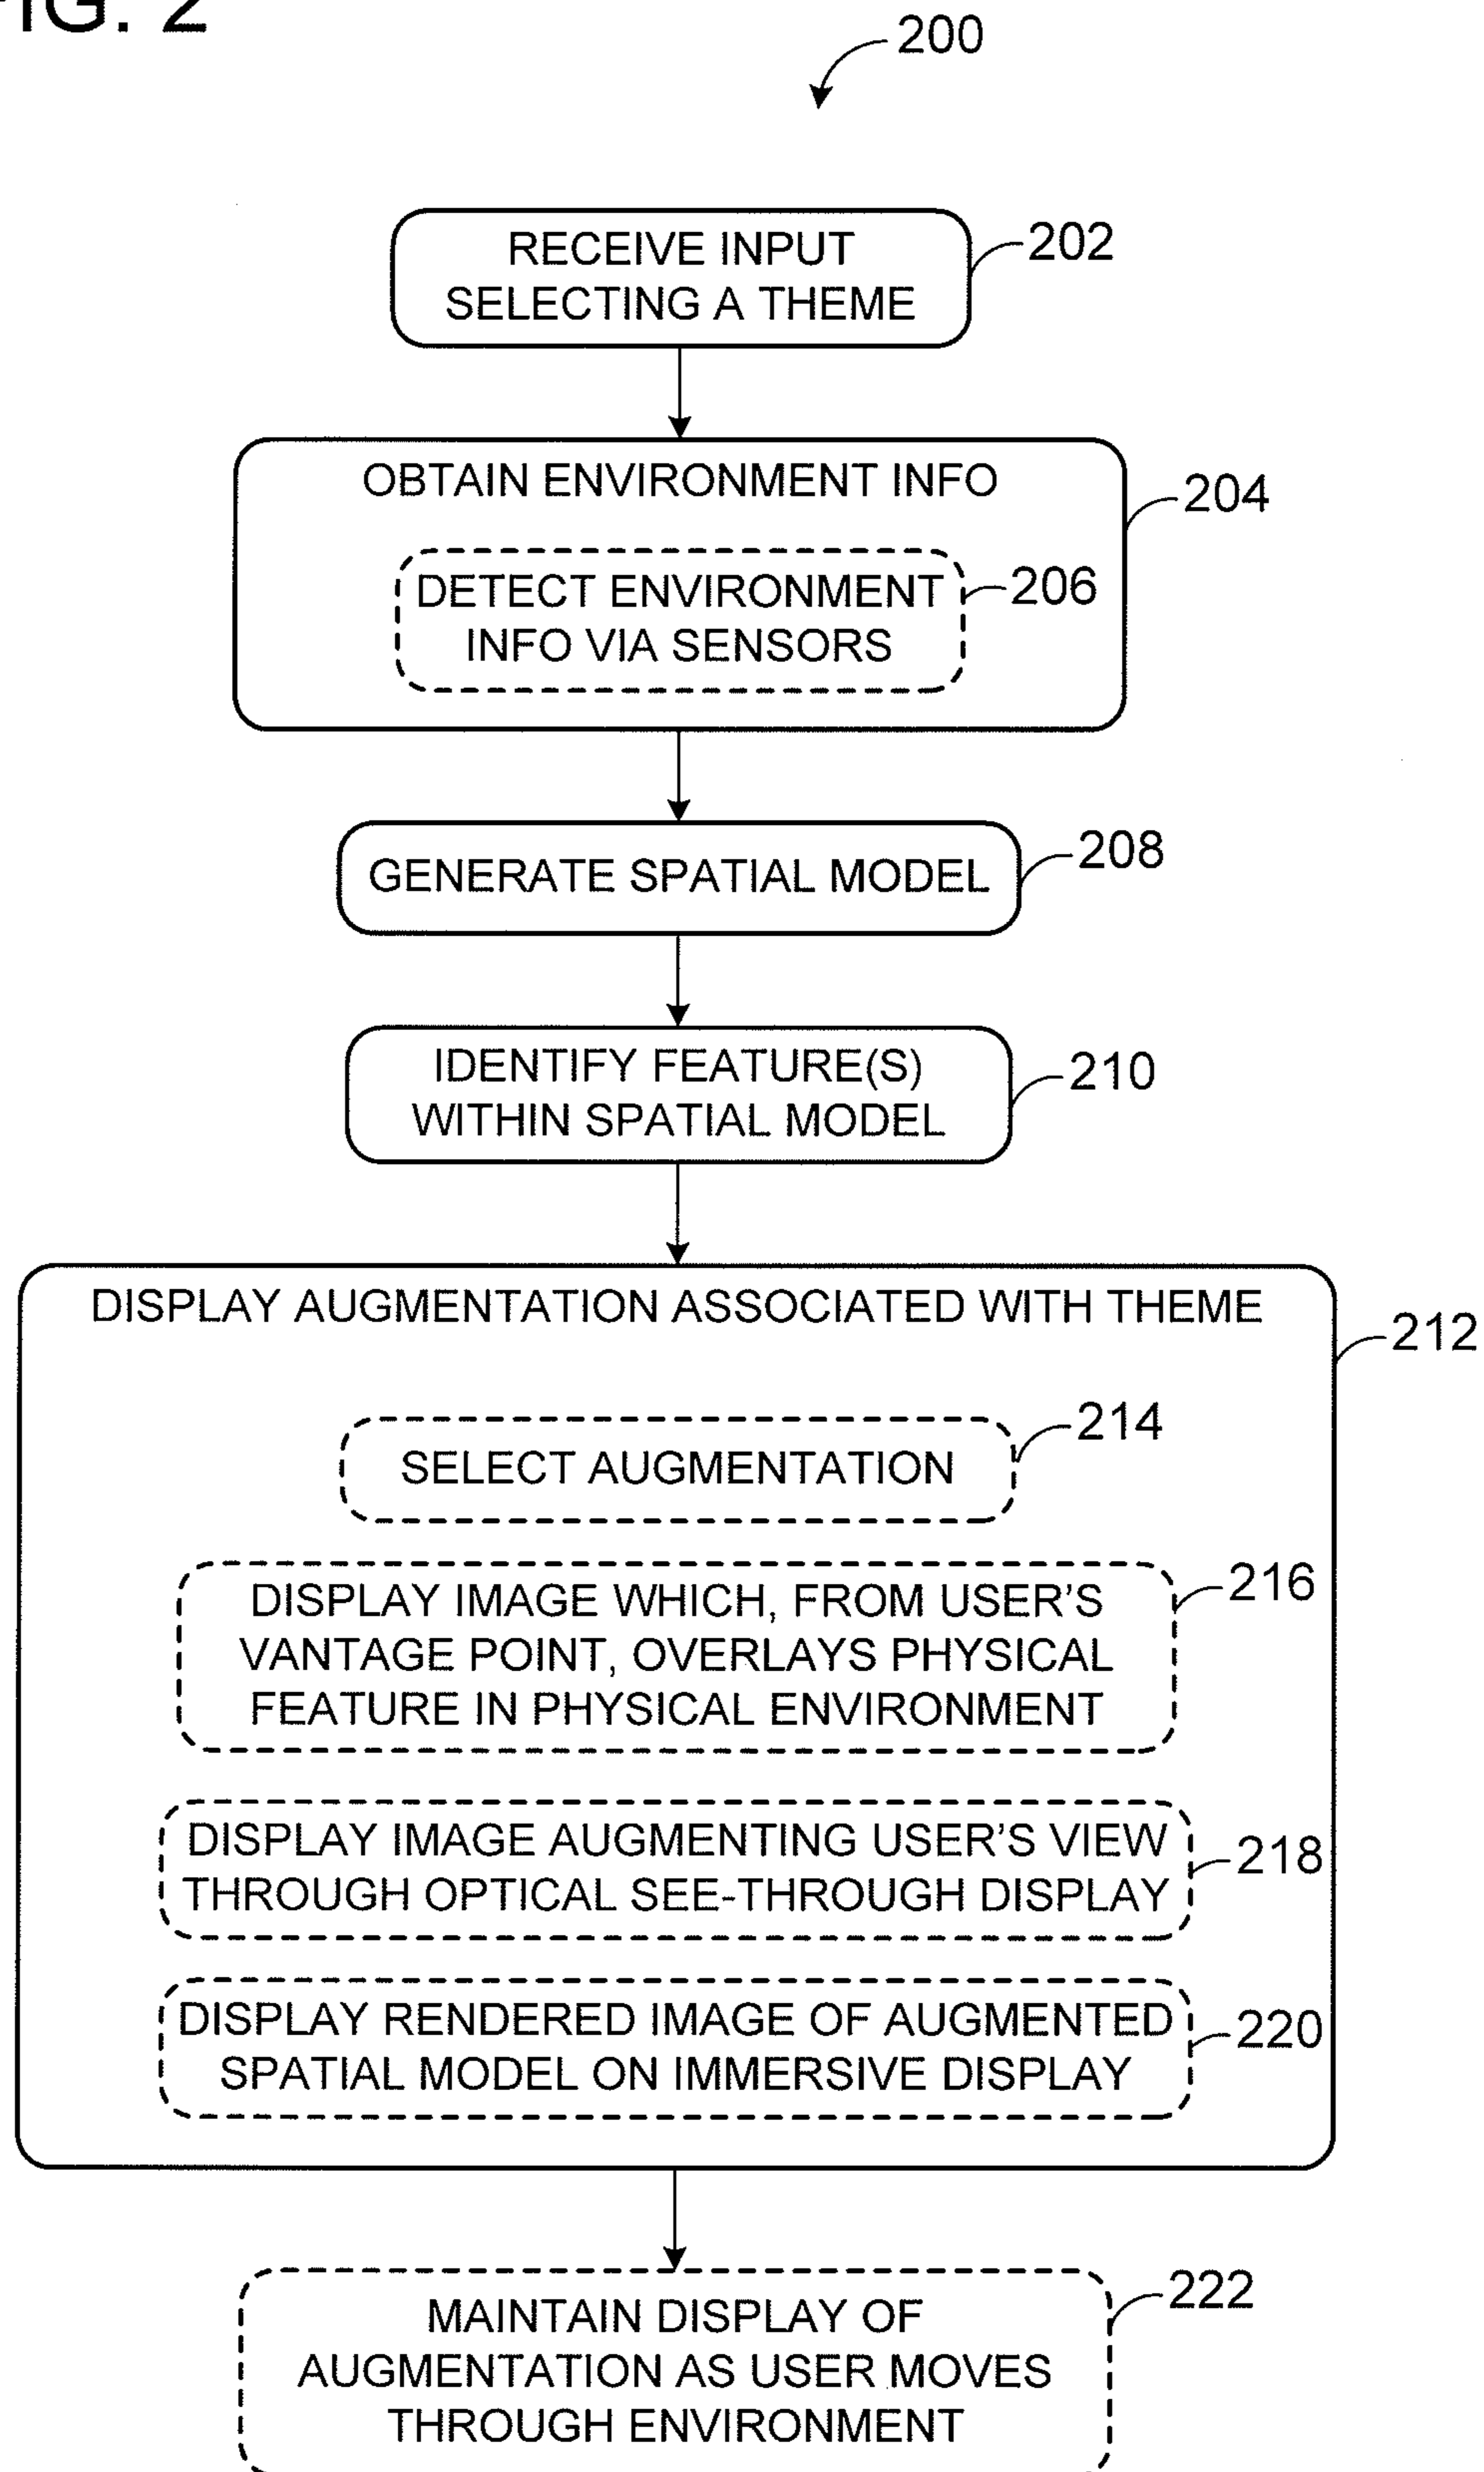 FIG. 2
200
RECEIVE INPUT
SELECTING A THEME
202
OBTAIN ENVIRONMENT INFO
204
DETECT ENVIRONMENT
INFO VIA SENSORS
206
GENERATE SPATIAL MODEL
208
IDENTIFY FEATURE(S)
WITHIN SPATIAL MODEL
210
DISPLAY AUGMENTATION ASSOCIATED WITH THEME
212
SELECT AUGMENTATION
214
DISPLAY IMAGE WHICH, FROM USER'S
VANTAGE POINT, OVERLAYS PHYSICAL
FEATURE IN PHYSICAL ENVIRONMENT
216
DISPLAY IMAGE AUGMENTING USER'S VIEW
THROUGH OPTICAL SEE-THROUGH DISPLAY
218
DISPLAY RENDERED IMAGE OF AUGMENTED
SPATIAL MODEL ON IMMERSIVE DISPLAY
220
MAINTAIN DISPLAY OF
AUGMENTATION AS USER MOVES
THROUGH ENVIRONMENT
222